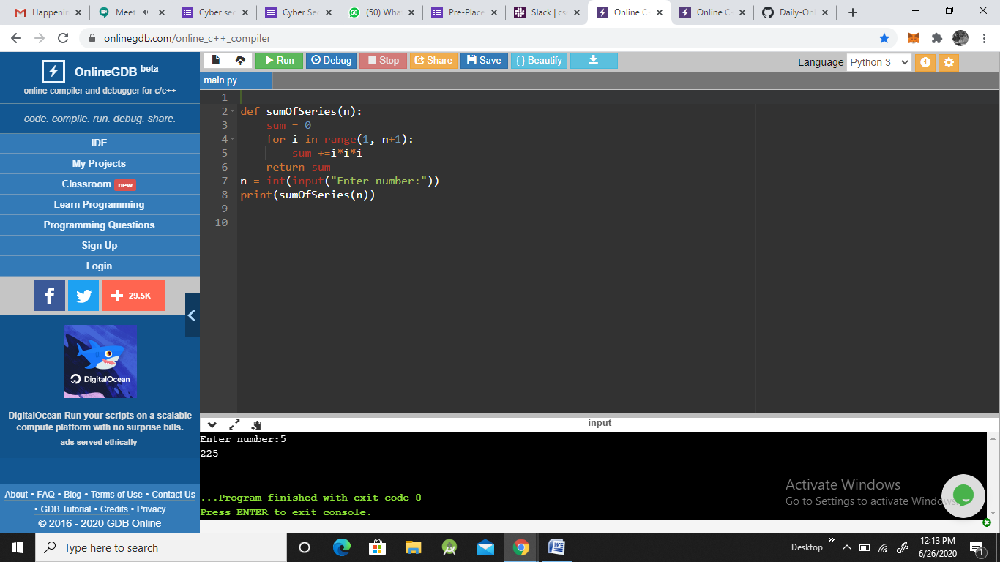 Happenin
Meet
Cyber sec
Cyber Sec
(50) Wha
Pre-Place
Slack | cs
Online C
Online C
Daily-Onl
onlinegdb.com/online_c++_compiler
OnlineGDB beta
online compiler and debugger for c/c++
code. compile. run. debug. share.
IDE
My Projects
Classroom new
Learn Programming
Programming Questions
Sign Up
Login
29.5K
DigitalOcean
DigitalOcean Run your scripts on a scalable
compute platform with no surprise bills.
ads served ethically
About • FAQ • Blog • Terms of Use • Contact Us
• GDB Tutorial • Credits • Privacy
© 2016 - 2020 GDB Online
Run Debug Stop Share Save { } Beautify
Language Python 3
main.py
1
2 def sumOfSeries(n):
3 sum = 0
4 for i in range(1, n+1):
5 sum +=i*i*i
6 return sum
7 n = int(input("Enter number:"))
8 print(sumOfSeries(n))
9
10
input
Enter number:5
225
...Program finished with exit code 0
Press ENTER to exit console.
Activate Windows
Go to Settings to activate Windows.
Type here to search
Desktop
12:13 PM
6/26/2020
1